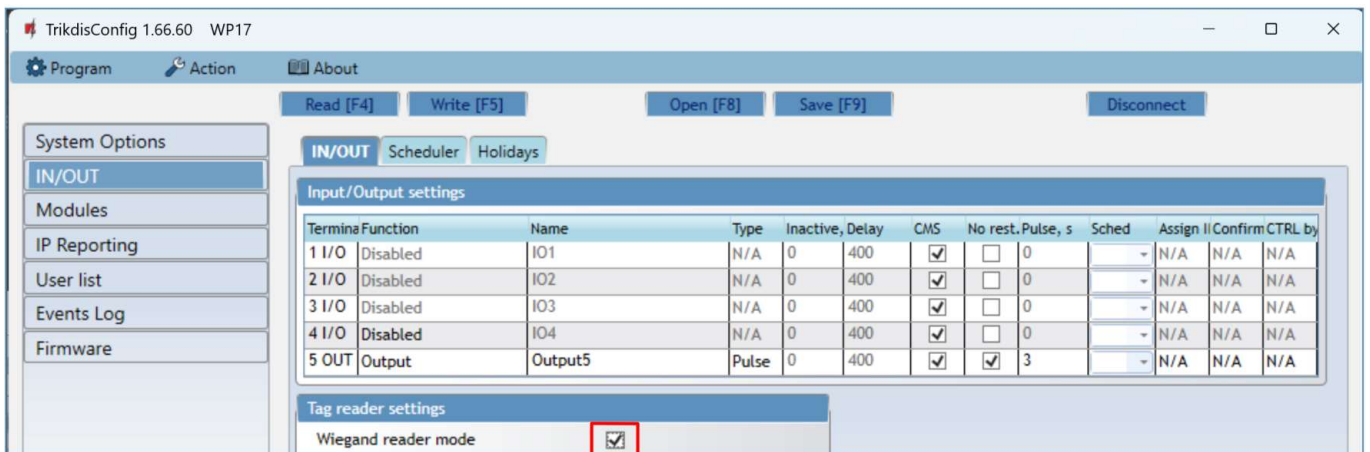 TrikdisConfig 1.66.60 WP17
Program Action About
Read [F4] Write [F5] Open [F8] Save [F9] Disconnect
System Options
IN/OUT
Modules
IP Reporting
User list
Events Log
Firmware
IN/OUT Scheduler Holidays
Input/Output settings
Termina Function Name Type Inactive, Delay CMS No rest. Pulse, s Sched Assign II Confirm CTRL by
1 I/O Disabled IO1 N/A 0 400 0 N/A N/A N/A
2 I/O Disabled IO2 N/A 0 400 0 N/A N/A N/A
3 I/O Disabled IO3 N/A 0 400 0 N/A N/A N/A
4 I/O Disabled IO4 N/A 0 400 0 N/A N/A N/A
5 OUT Output Output5 Pulse 0 400 3 N/A N/A N/A
Tag reader settings
Wiegand reader mode